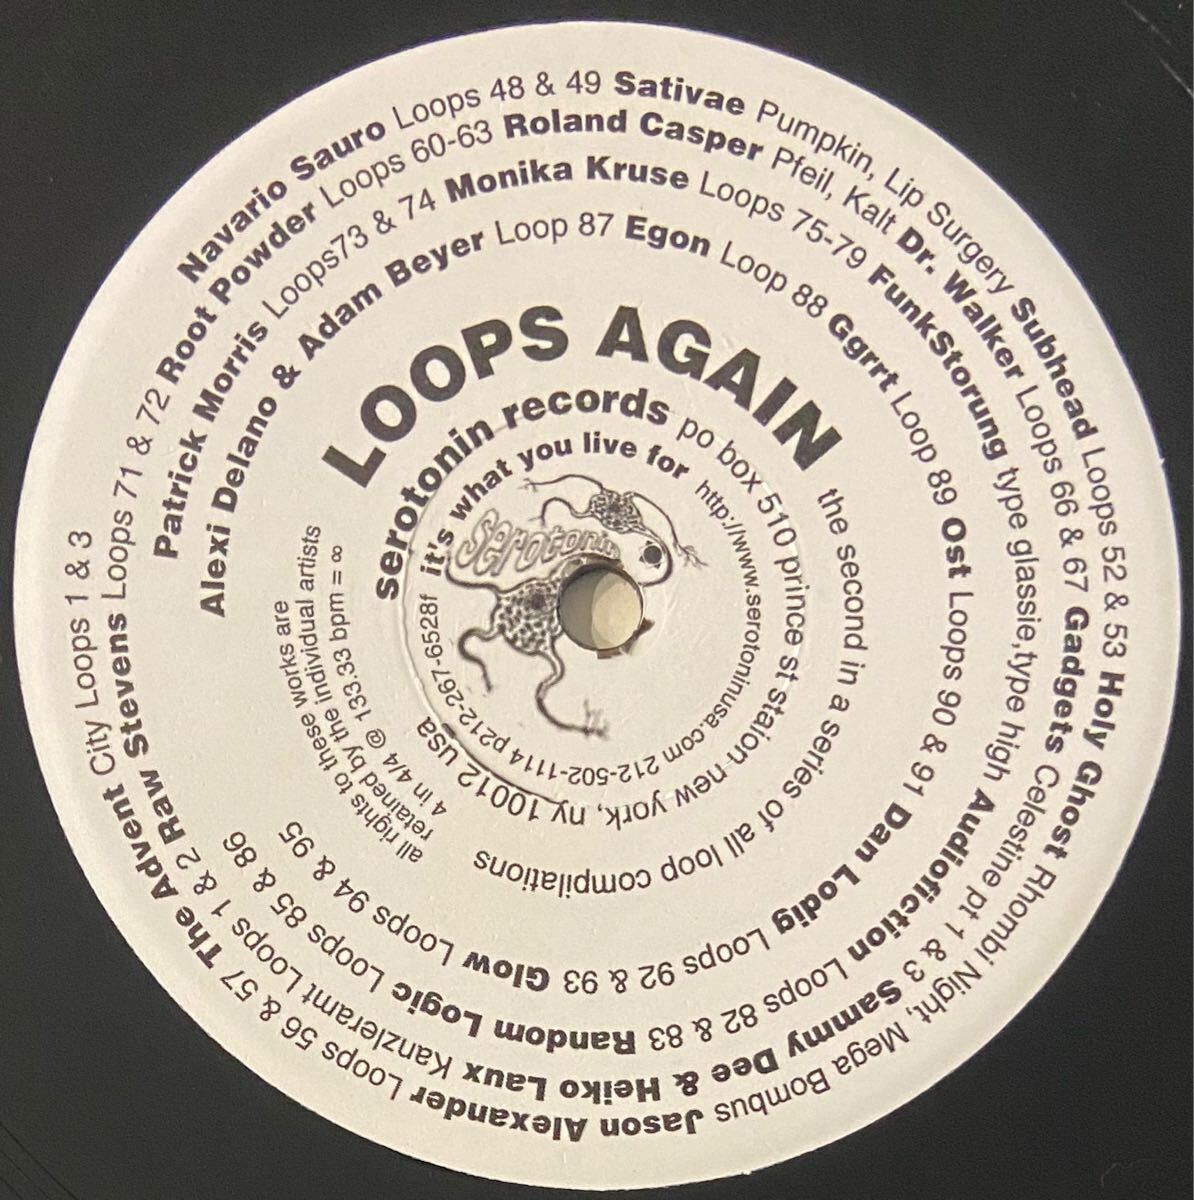 Navario Sauro Loops 48 & 49 Sativae Pumpkin, Lip Surgery Subhead Loops 52 & 53 Holy Ghost Rhombi Night, Mega Bombus Jason Alexander Loops 56 & 57 The Advent City Loops 1 & 3
Root Powder Loops 60-63 Roland Casper Pfeil, Kalt Dr. Walker Loops 66 & 67 Gadgets Celestine pt 1 & 3 Sammy Dee & Heiko Laux Kanzleramt Loops 1 & 2 Raw Stevens Loops 71 & 72
Patrick Morris Loops73 & 74 Monika Kruse Loops 75-79 FunkStorung type glassie,type high Audiofiction Loops 82 & 83 Random Logic Loops 85 & 86
Alexi Delano & Adam Beyer Loop 87 Egon Loop 88 Ggrrt Loop 89 Ost Loops 90 & 91 Dan Lodig Loops 92 & 93 Glow Loops 94 & 95
LOOPS AGAIN
the second in a series of all loop compilations
serotonin records po box 510 prince st staion new york, ny 10012 usa
it's what you live for http://www.serotoninusa.com 212-502-1114 p212-267-6528f
serotonin
all rights to these works are
retained by the individual artists
4 in 4/4 @ 133.33 bpm = ∞